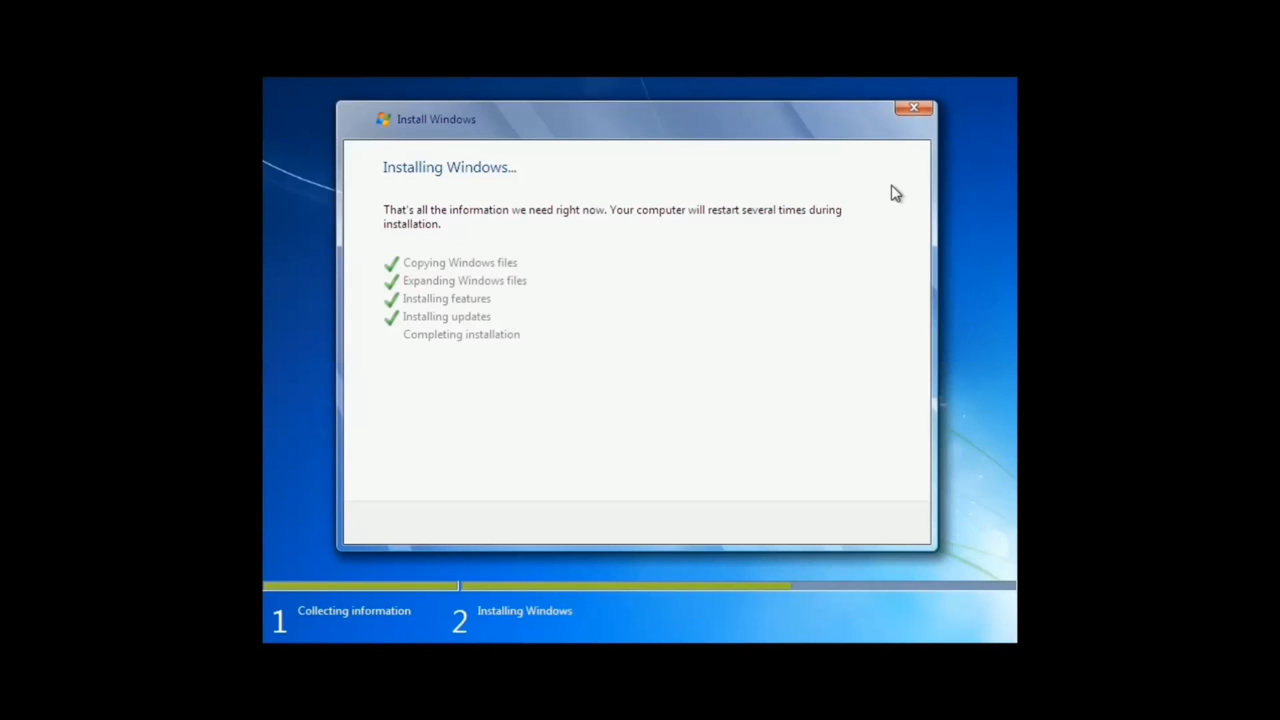 Install Windows
Installing Windows...
That's all the information we need right now. Your computer will restart several times during
installation.
Copying Windows files
Expanding Windows files
Installing features
Installing updates
Completing installation
1 Collecting information
2 Installing Windows